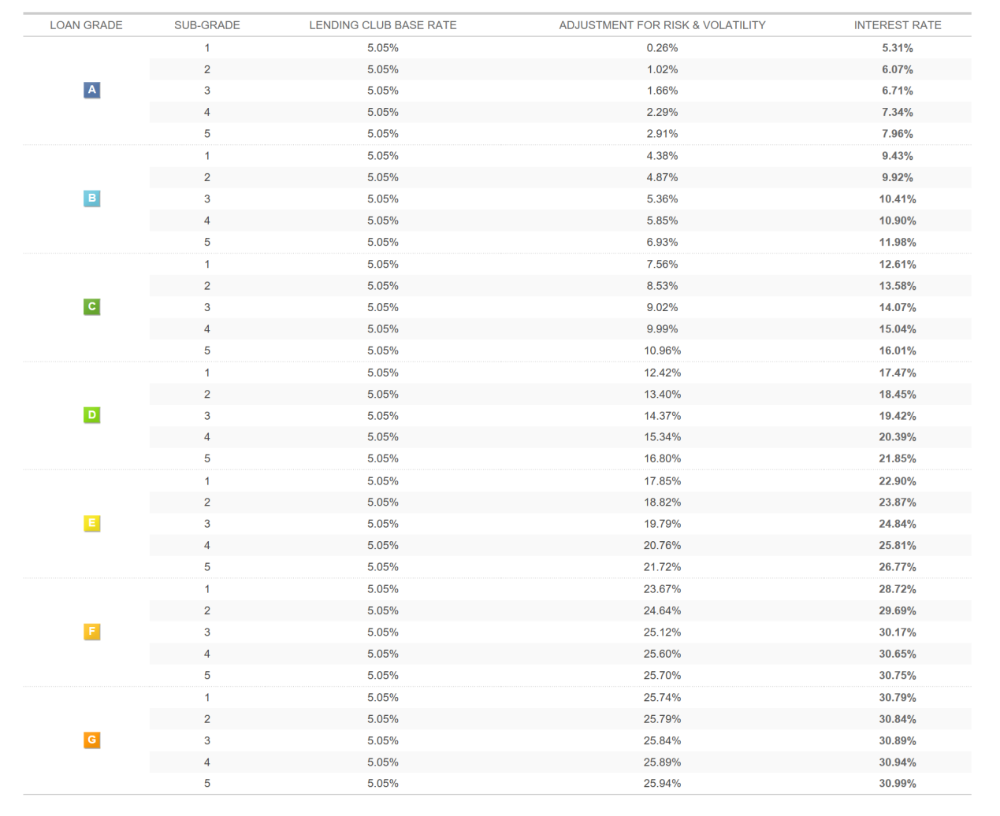 LOAN GRADE SUB-GRADE LENDING CLUB BASE RATE ADJUSTMENT FOR RISK & VOLATILITY INTEREST RATE
1 5.05% 0.26% 5.31%
2 5.05% 1.02% 6.07%
A 3 5.05% 1.66% 6.71%
4 5.05% 2.29% 7.34%
5 5.05% 2.91% 7.96%
1 5.05% 4.38% 9.43%
2 5.05% 4.87% 9.92%
B 3 5.05% 5.36% 10.41%
4 5.05% 5.85% 10.90%
5 5.05% 6.93% 11.98%
1 5.05% 7.56% 12.61%
2 5.05% 8.53% 13.58%
C 3 5.05% 9.02% 14.07%
4 5.05% 9.99% 15.04%
5 5.05% 10.96% 16.01%
1 5.05% 12.42% 17.47%
2 5.05% 13.40% 18.45%
D 3 5.05% 14.37% 19.42%
4 5.05% 15.34% 20.39%
5 5.05% 16.80% 21.85%
1 5.05% 17.85% 22.90%
2 5.05% 18.82% 23.87%
E 3 5.05% 19.79% 24.84%
4 5.05% 20.76% 25.81%
5 5.05% 21.72% 26.77%
1 5.05% 23.67% 28.72%
2 5.05% 24.64% 29.69%
F 3 5.05% 25.12% 30.17%
4 5.05% 25.60% 30.65%
5 5.05% 25.70% 30.75%
1 5.05% 25.74% 30.79%
2 5.05% 25.79% 30.84%
G 3 5.05% 25.84% 30.89%
4 5.05% 25.89% 30.94%
5 5.05% 25.94% 30.99%